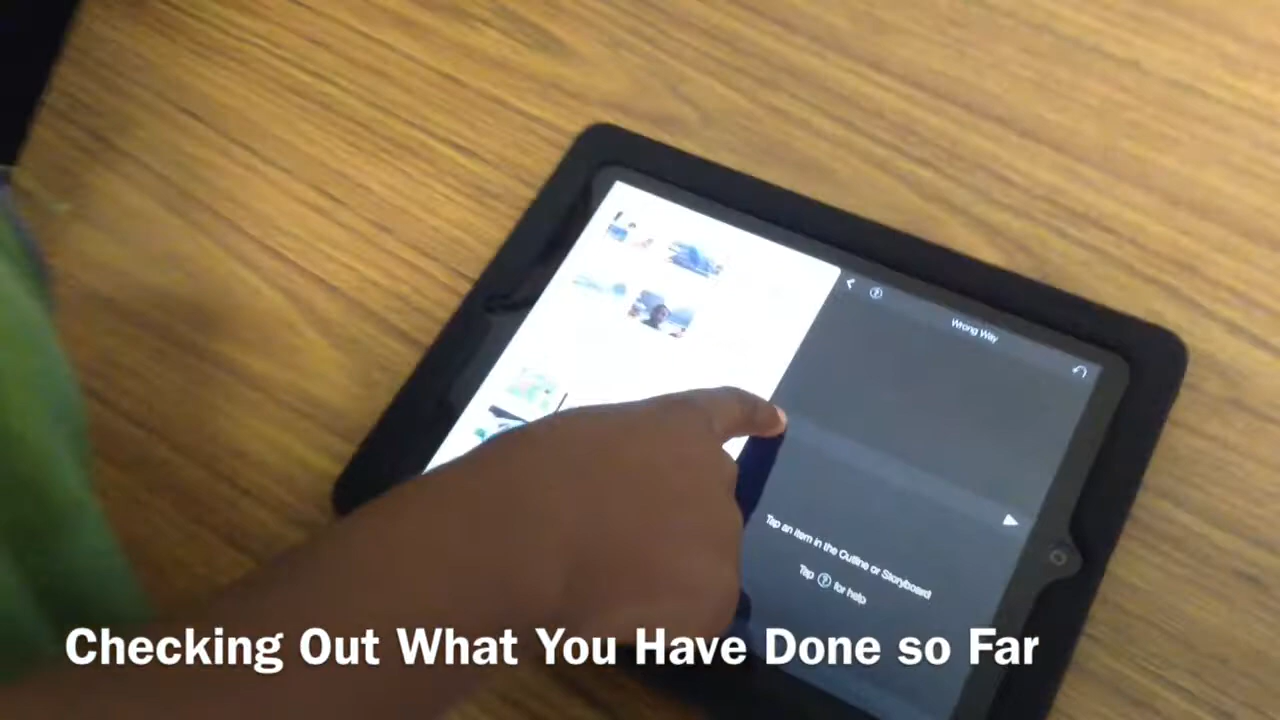 Wrong Way
Tap an item in the Outline or Storyboard
Tap ? for help
Checking Out What You Have Done so Far